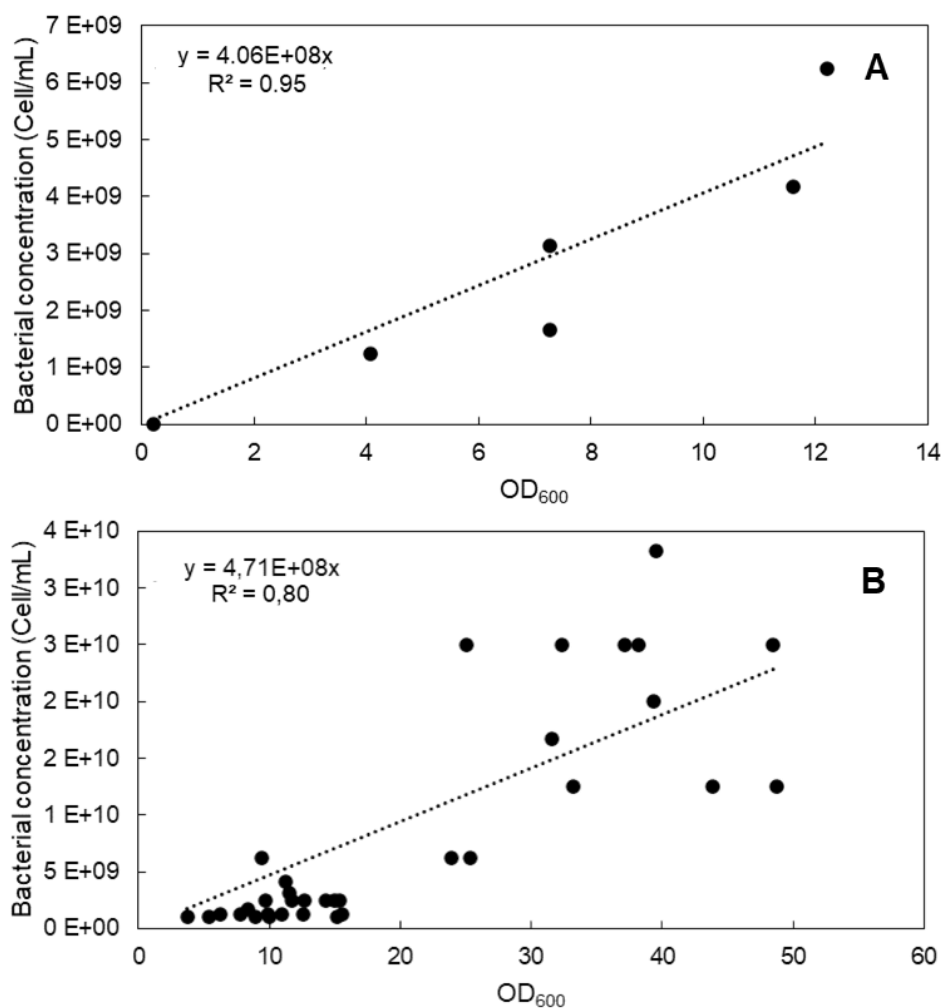 7 E+09
y = 4.06E+08x
A
6 E+09
R² = 0.95
5 E+09
4 E+09
3 E+09
2 E+09
1 E+09
0 E+00
Bacterial concentration (Cell/mL)
0 2 4 6 8 10 12 14
OD₆₀₀
4 E+10
y = 4,71E+08x
B
3 E+10
R² = 0,80
3 E+10
2 E+10
2 E+10
1 E+10
5 E+09
0 E+00
Bacterial concentration (Cell/mL)
0 10 20 30 40 50 60
OD₆₀₀